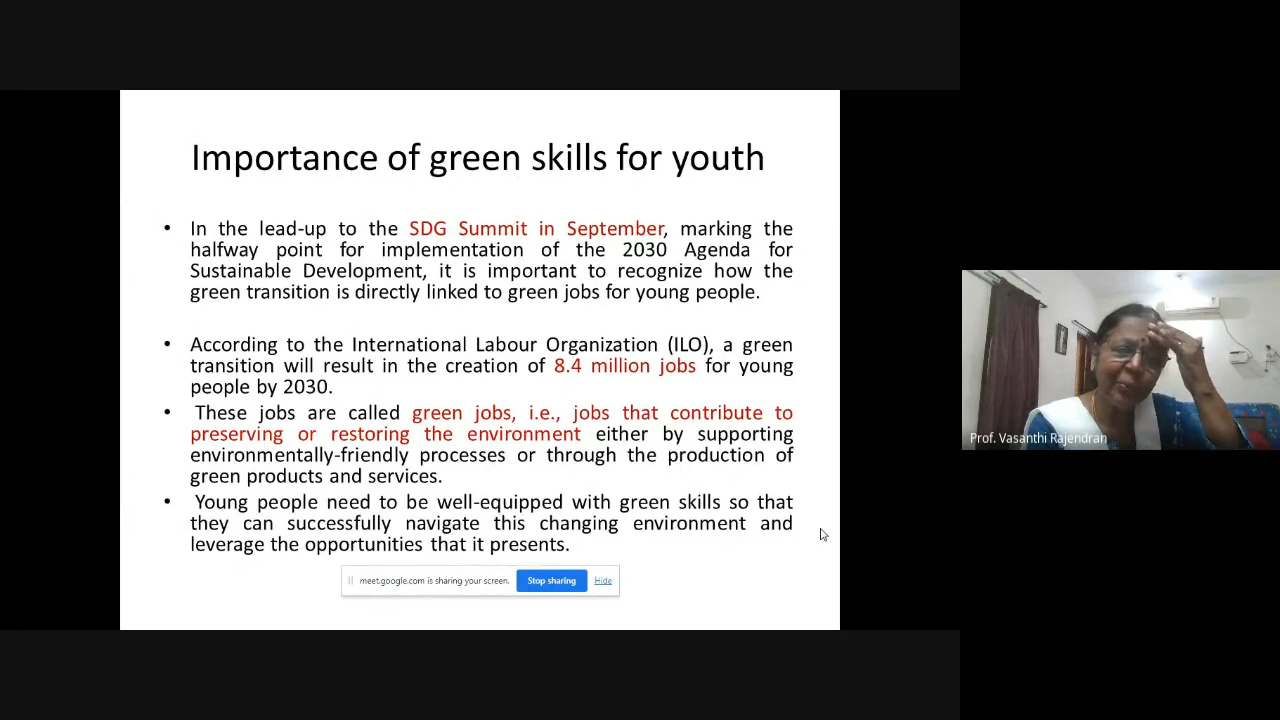 Importance of green skills for youth
• In the lead-up to the SDG Summit in September, marking the
halfway point for implementation of the 2030 Agenda for
Sustainable Development, it is important to recognize how the
green transition is directly linked to green jobs for young people.
• According to the International Labour Organization (ILO), a green
transition will result in the creation of 8.4 million jobs for young
people by 2030.
• These jobs are called green jobs, i.e., jobs that contribute to
preserving or restoring the environment either by supporting
environmentally-friendly processes or through the production of
green products and services.
• Young people need to be well-equipped with green skills so that
they can successfully navigate this changing environment and
leverage the opportunities that it presents.
meet.google.com is sharing your screen. Stop sharing Hide
Prof. Vasanthi Rajendran